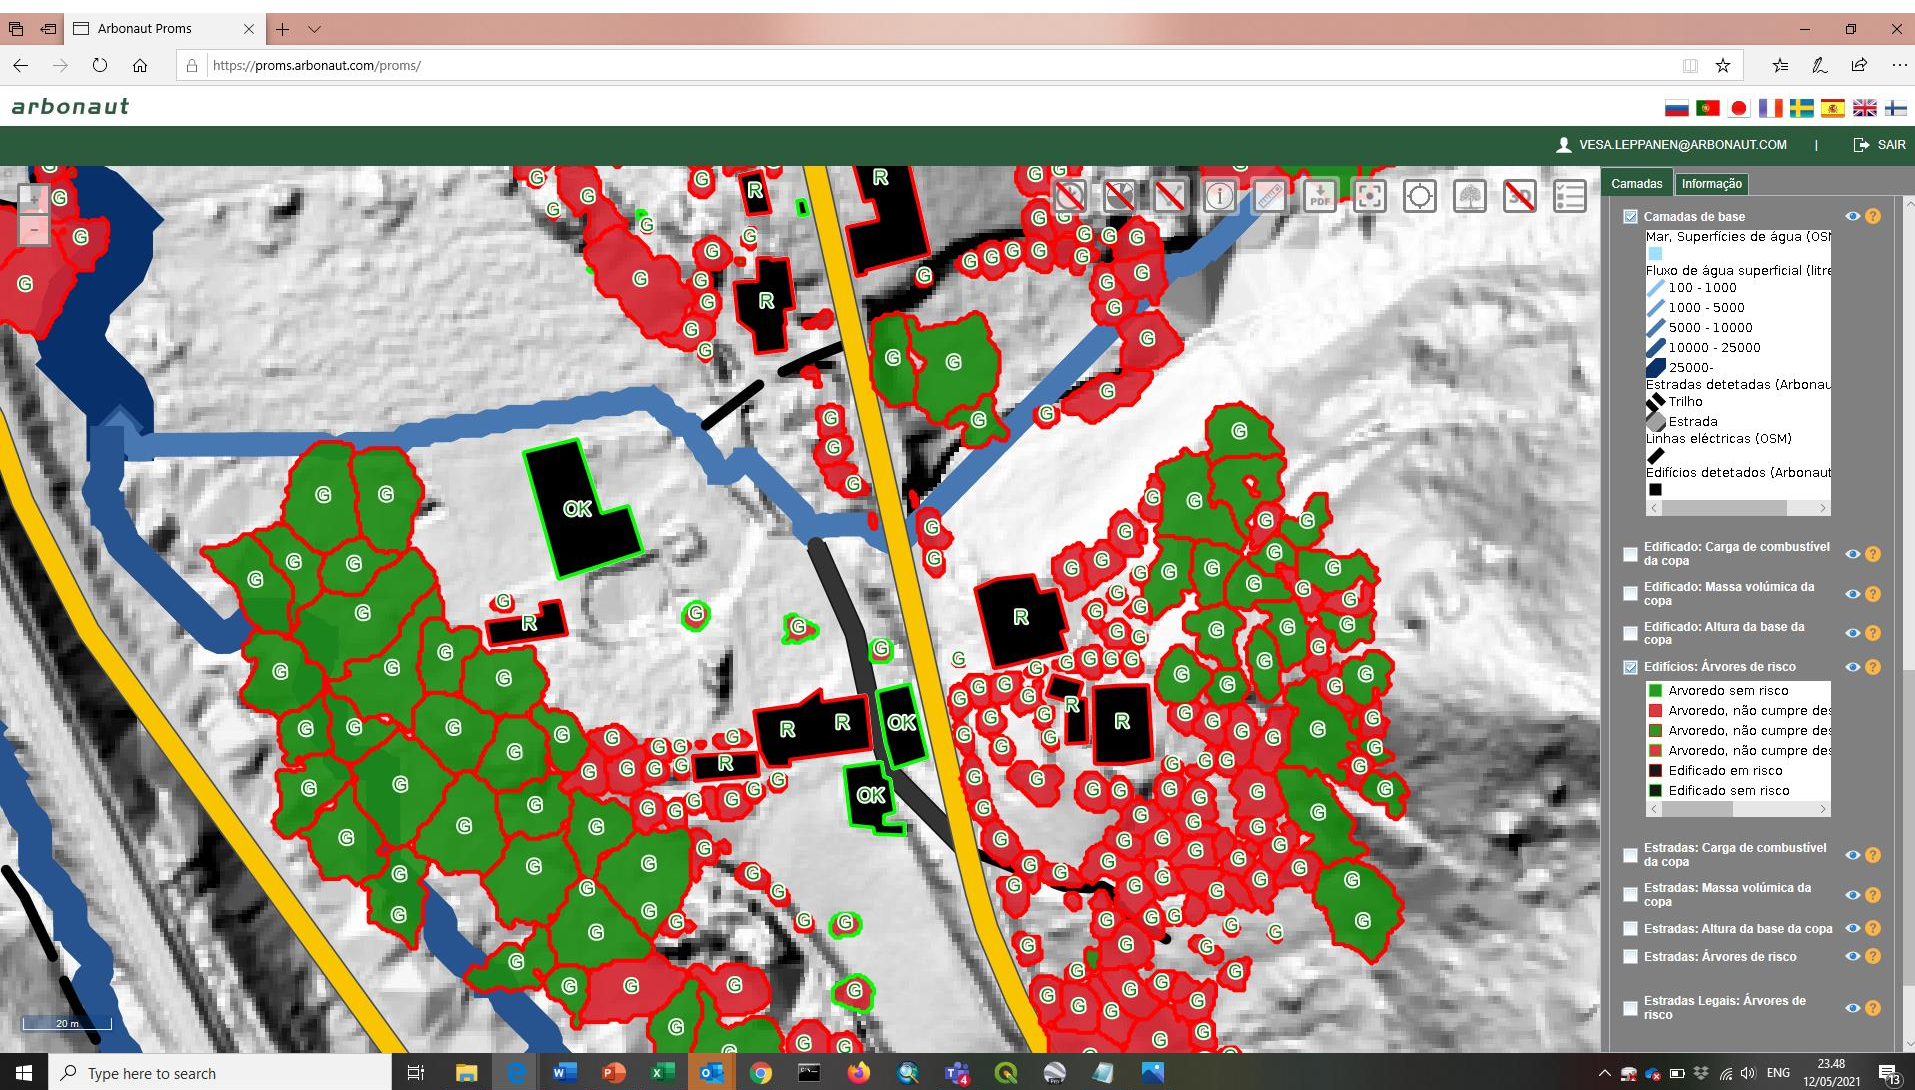 Arbonaut Proms
https://proms.arbonaut.com/proms/
arbonaut
VESA.LEPPANEN@ARBONAUT.COM | SAIR
PDF
Camadas Informação
Camadas de base
Mar, Superfícies de água (OSM
Fluxo de água superficial (litre
100 - 1000
1000 - 5000
5000 - 10000
10000 - 25000
25000-
Estradas detetadas (Arbonau
Trilho
Estrada
Linhas eléctricas (OSM)
Edifícios detetados (Arbonaut
Edificado: Carga de combustível
da copa
Edificado: Massa volúmica da
copa
Edificado: Altura da base da
copa
Edifícios: Árvores de risco
Arvoredo sem risco
Arvoredo, não cumpre des
Arvoredo, não cumpre des
Arvoredo, não cumpre des
Edificado em risco
Edificado sem risco
Estradas: Carga de combustível
da copa
Estradas: Massa volúmica da
copa
Estradas: Altura da base da copa
Estradas: Árvores de risco
Estradas Legais: Árvores de
risco
R
R
R
OK
R
R
R
R
OK
R
R
R
OK
G
20 m
Type here to search
ENG
23.48
12/05/2021
13